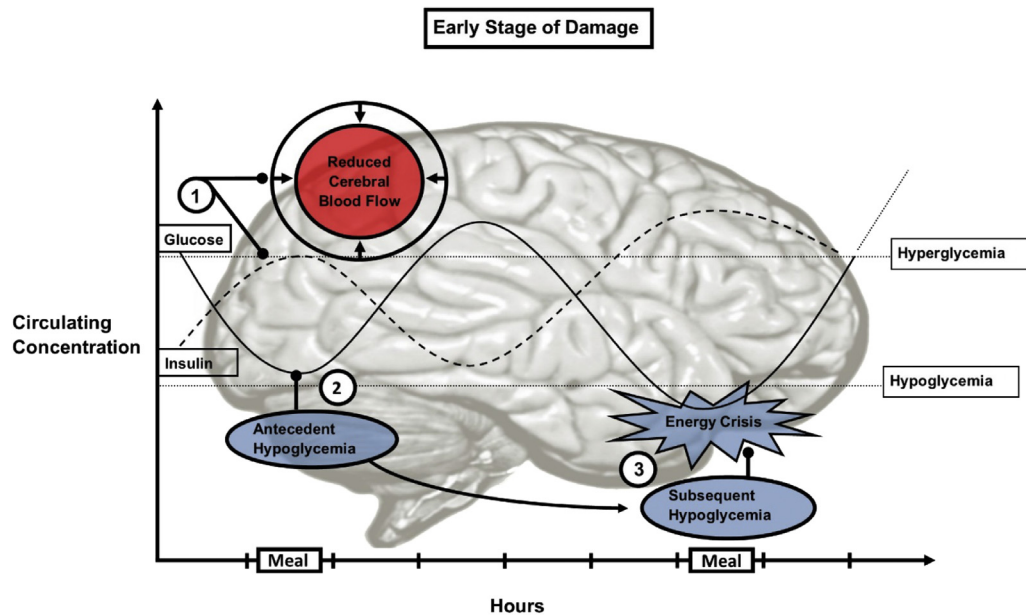 Early Stage of Damage
Reduced
Cerebral
Blood Flow
1
Glucose
Hyperglycemia
Circulating
Concentration
Insulin
2
Hypoglycemia
Antecedent
Hypoglycemia
Energy Crisis
3
Subsequent
Hypoglycemia
Meal
Meal
Hours